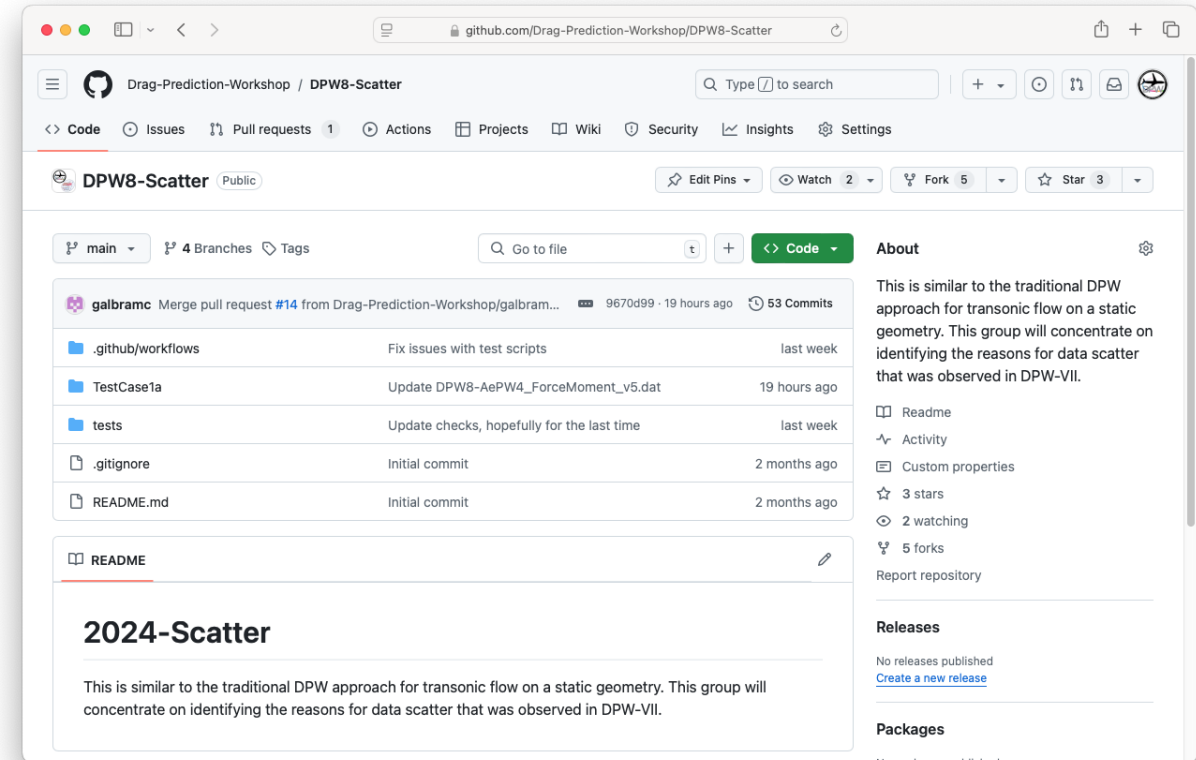 github.com/Drag-Prediction-Workshop/DPW8-Scatter
Drag-Prediction-Workshop / DPW8-Scatter
Type / to search
Code Issues Pull requests 1 Actions Projects Wiki Security Insights Settings
DPW8-Scatter Public
Edit Pins Watch 2 Fork 5 Star 3
main 4 Branches Tags Go to file t Code
galbramc Merge pull request #14 from Drag-Prediction-Workshop/galbram... 9670d99 · 19 hours ago 53 Commits
.github/workflows Fix issues with test scripts last week
TestCase1a Update DPW8-AePW4_ForceMoment_v5.dat 19 hours ago
tests Update checks, hopefully for the last time last week
.gitignore Initial commit 2 months ago
README.md Initial commit 2 months ago
README
2024-Scatter
This is similar to the traditional DPW approach for transonic flow on a static geometry. This group will
concentrate on identifying the reasons for data scatter that was observed in DPW-VII.
About
This is similar to the traditional DPW
approach for transonic flow on a static
geometry. This group will concentrate on
identifying the reasons for data scatter
that was observed in DPW-VII.
Readme
Activity
Custom properties
3 stars
2 watching
5 forks
Report repository
Releases
No releases published
Create a new release
Packages